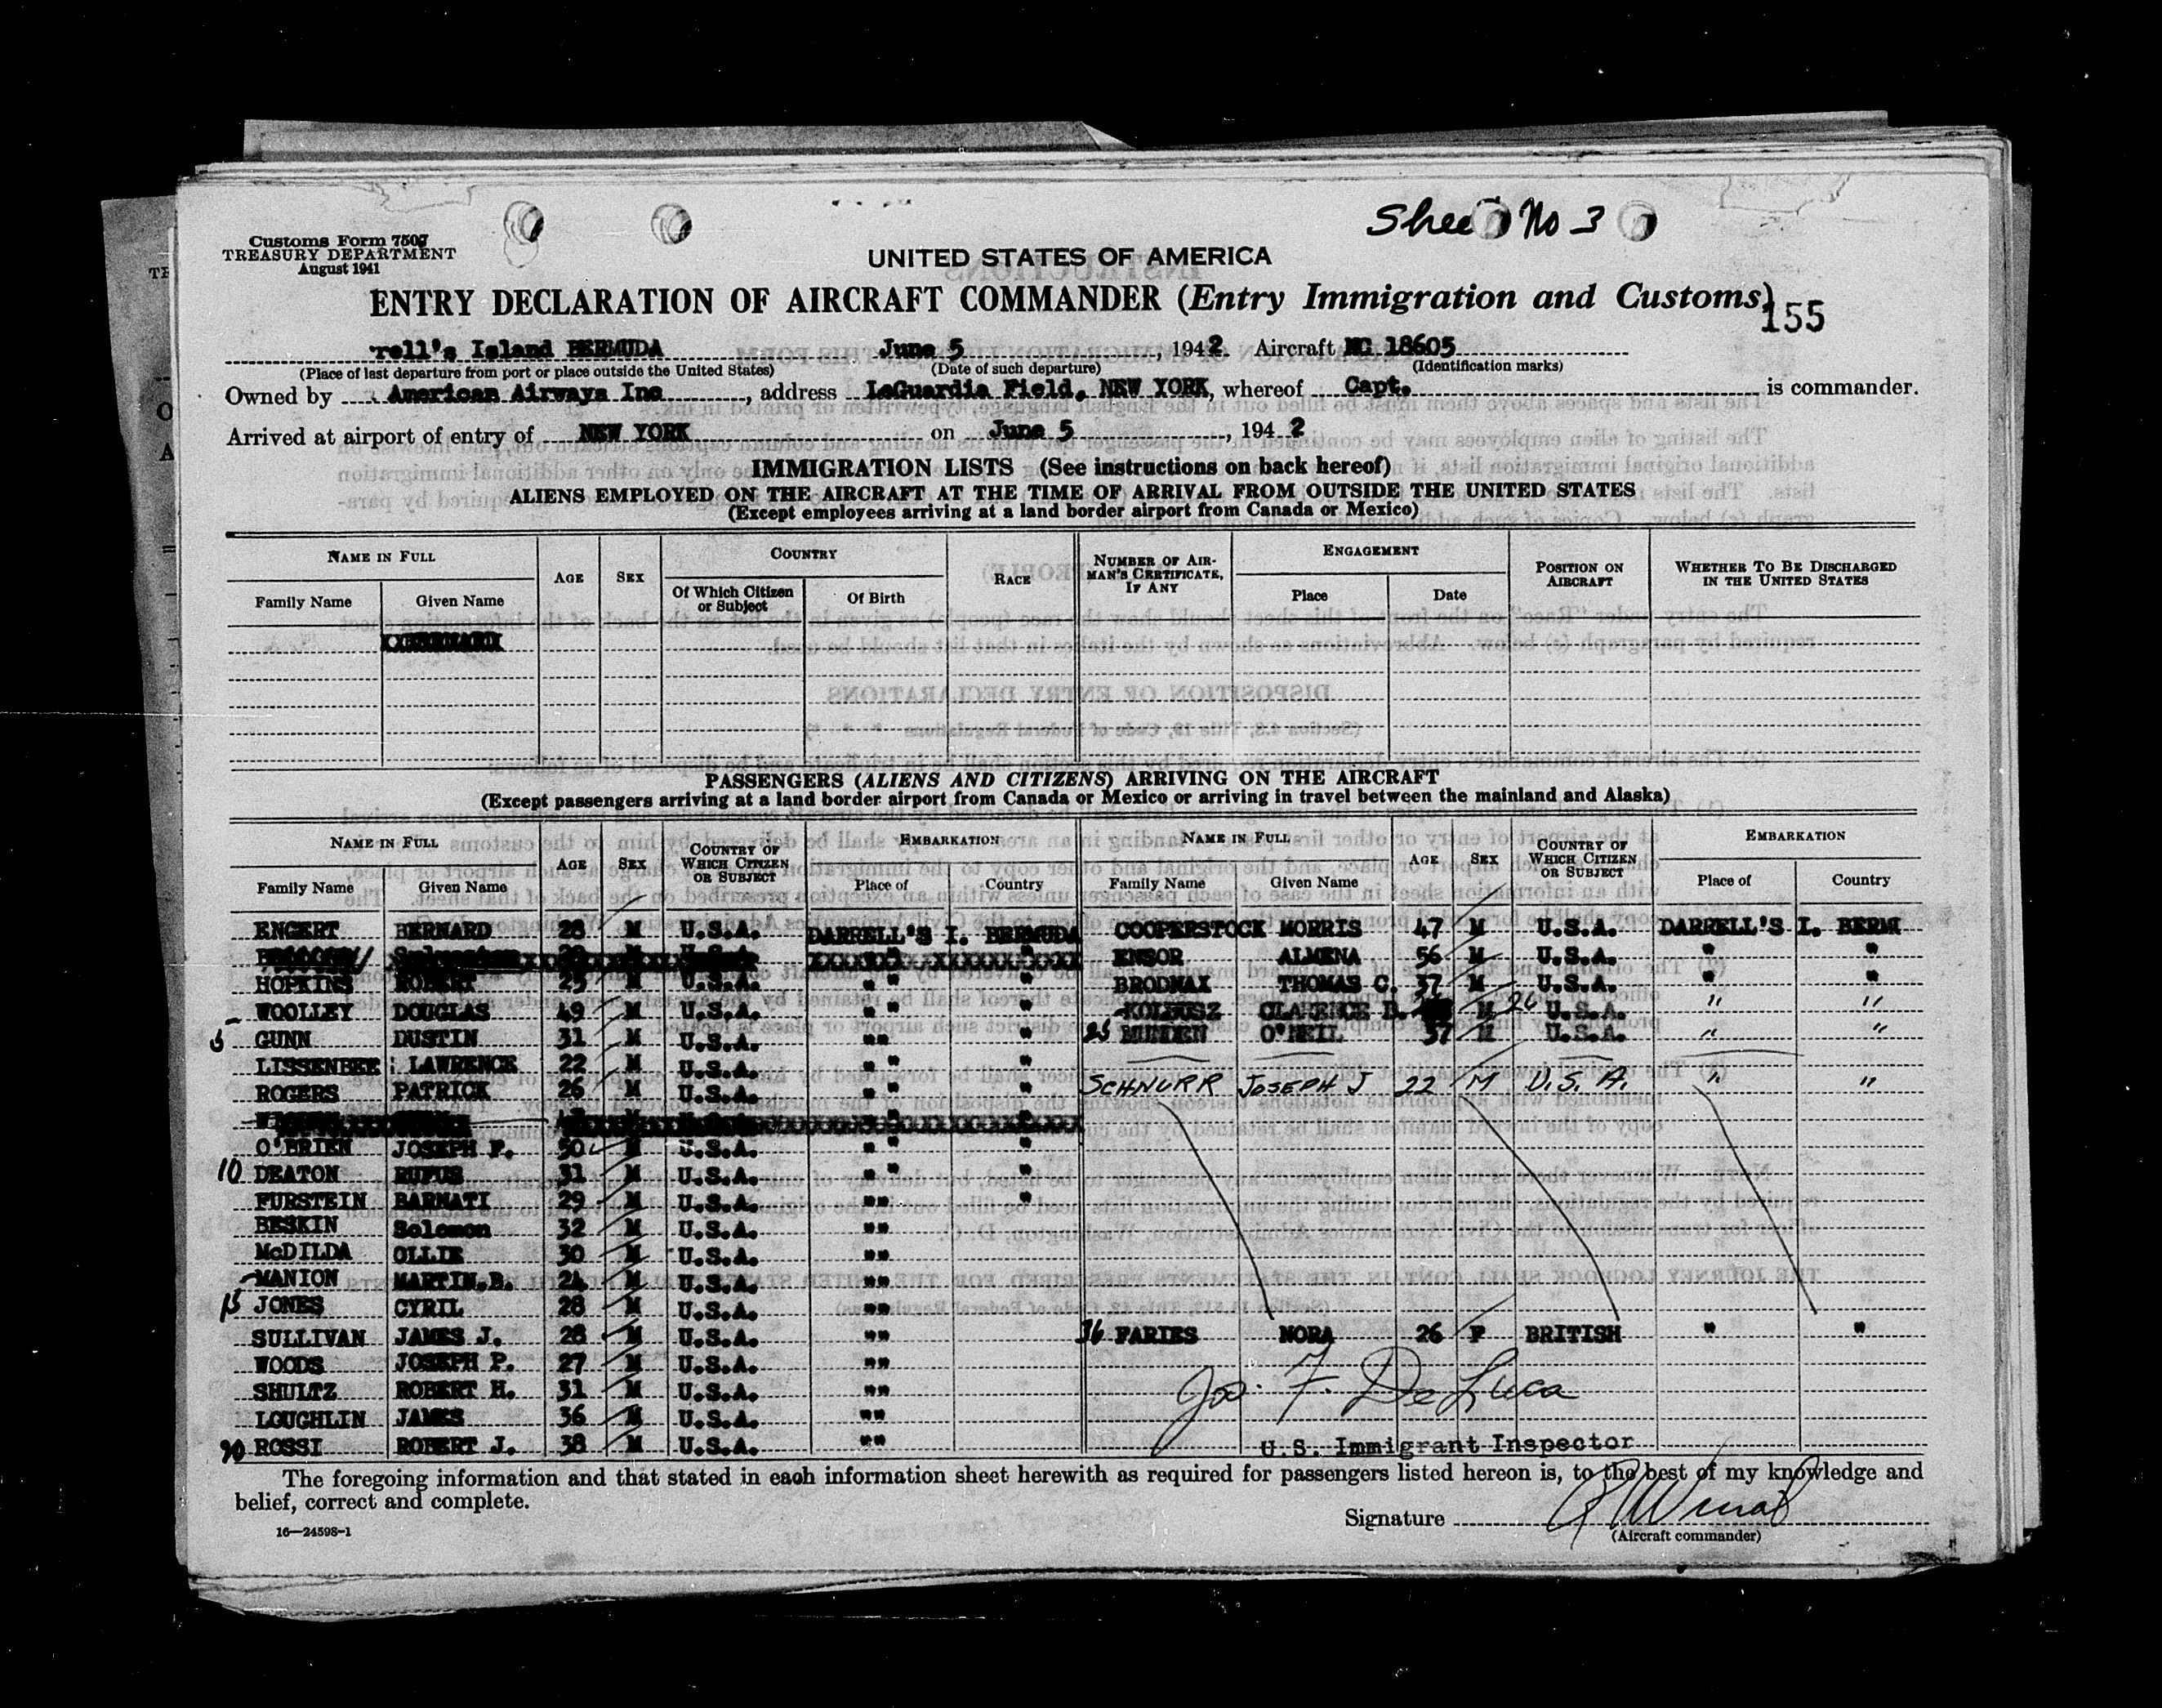 Sheet No 3
Customs Form 7507
TREASURY DEPARTMENT
August 1941
UNITED STATES OF AMERICA
ENTRY DECLARATION OF AIRCRAFT COMMANDER (Entry Immigration and Customs)
155
rell's Island BERMUDA June 5, 1942. Aircraft NC 18605
(Place of last departure from port or place outside the United States) (Date of such departure) (Identification marks)
Owned by American Airways Inc, address LaGuardia Field, NEW YORK, whereof Capt. is commander.
Arrived at airport of entry of NEW YORK on June 5, 1942
IMMIGRATION LISTS (See instructions on back hereof)
ALIENS EMPLOYED ON THE AIRCRAFT AT THE TIME OF ARRIVAL FROM OUTSIDE THE UNITED STATES
(Except employees arriving at a land border airport from Canada or Mexico)
NAME IN FULL AGE SEX COUNTRY RACE NUMBER OF AIRMAN'S CERTIFICATE, IF ANY ENGAGEMENT POSITION ON AIRCRAFT WHETHER TO BE DISCHARGED IN THE UNITED STATES
Family Name Given Name Of Which Citizen or Subject Of Birth Place Date
PASSENGERS (ALIENS AND CITIZENS) ARRIVING ON THE AIRCRAFT
(Except passengers arriving at a land border airport from Canada or Mexico or arriving in travel between the mainland and Alaska)
NAME IN FULL AGE SEX COUNTRY OF WHICH CITIZEN OR SUBJECT EMBARKATION NAME IN FULL AGE SEX COUNTRY OF WHICH CITIZEN OR SUBJECT EMBARKATION
Family Name Given Name Place of Country Family Name Given Name Place of Country
ENGERT BERNARD 28 M U.S.A. DARRELL'S I. BERMUDA COOPERSTOCK MORRIS 47 M U.S.A. DARRELL'S I. BERMU
ENSOR ALMENA 56 M U.S.A. " "
HOPKINS ROBERT 25 M U.S.A. " " " BRODNAX THOMAS C. 37 M U.S.A. " "
WOOLLEY DOUGLAS 49 M U.S.A. " " " KOLBUSZ CLARENCE B. M 26 U.S.A. " "
5 GUNN DUSTIN 31 M U.S.A. "" " 25 O'NEIL 37 M U.S.A. " "
LISSENBEE LAWRENCE 22 M U.S.A. " " "
ROGERS PATRICK 26 M U.S.A. " " " SCHNURR JOSEPH J 22 M U.S.A. " "
O'BRIEN JOSEPH F. 50 M U.S.A. " " "
10 DEATON RUFUS 31 M U.S.A. " " "
FURSTEIN BARNATI 29 M U.S.A. "" "
BESKIN Solomon 32 M U.S.A. ""
McDILDA OLLIE 30 M U.S.A. ""
MANION MARTIN.B. 24 M U.S.A. ""
15 JONES CYRIL 28 M U.S.A. ""
SULLIVAN JAMES J. 28 M U.S.A. "" FARIES NORA 26 F BRITISH " "
WOODS JOSEPH P. 27 M U.S.A. ""
SHULTZ ROBERT H. 31 M U.S.A. "" Jos. F. DeLuca
LOUGHLIN JAMES 36 M U.S.A. ""
ROSSI ROBERT J. 38 M U.S.A. "" U.S. Immigrant Inspector
The foregoing information and that stated in each information sheet herewith as required for passengers listed hereon is, to the best of my knowledge and
belief, correct and complete.
Signature
(Aircraft commander)
16—24598-1